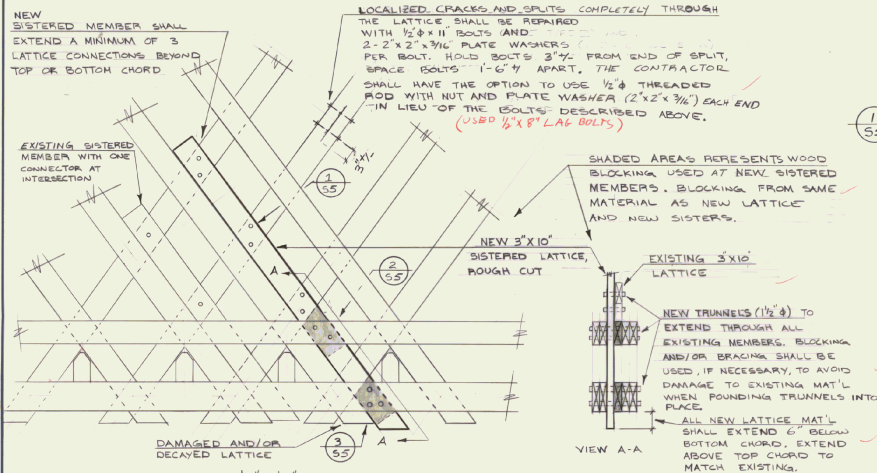 NEW
SISTERED MEMBER SHALL
EXTEND A MINIMUM OF 3
LATTICE CONNECTIONS BEYOND
TOP OR BOTTOM CHORD.
LOCALIZED CRACKS AND SPLITS COMPLETELY THROUGH
THE LATTICE SHALL BE REPAIRED
WITH 1/2"φ x 11" BOLTS (AND
2-2"x2"x3/16" PLATE WASHERS (
PER BOLT. HOLD BOLTS 3"+/- FROM END OF SPLIT,
SPACE BOLTS 1'-6"+/- APART. THE CONTRACTOR
SHALL HAVE THE OPTION TO USE 1/2"φ THREADED
ROD WITH NUT AND PLATE WASHER (2"x2"x3/16") EACH END
IN LIEU OF THE BOLTS DESCRIBED ABOVE.
(USED 1/2"x8" LAG BOLTS)
EXISTING SISTERED
MEMBER WITH ONE
CONNECTOR AT
INTERSECTION
3"+/-
1
S5
SHADED AREAS REPRESENTS WOOD
BLOCKING USED AT NEW SISTERED
MEMBERS. BLOCKING FROM SAME
MATERIAL AS NEW LATTICE
AND NEW SISTERS.
NEW 3"X10"
SISTERED LATTICE,
ROUGH CUT
A
2
S5
EXISTING 3"X10"
LATTICE
NEW TRUNNELS (1 1/2"φ) TO
EXTEND THROUGH ALL
EXISTING MEMBERS. BLOCKING
AND/OR BRACING SHALL BE
USED, IF NECESSARY, TO AVOID
DAMAGE TO EXISTING MAT'L
WHEN POUNDING TRUNNELS INTO
PLACE.
ALL NEW LATTICE MAT'L
SHALL EXTEND 6" BELOW
BOTTOM CHORD, EXTEND
ABOVE TOP CHORD TO
MATCH EXISTING.
DAMAGED AND/OR
DECAYED LATTICE
3
S5
A
VIEW A-A